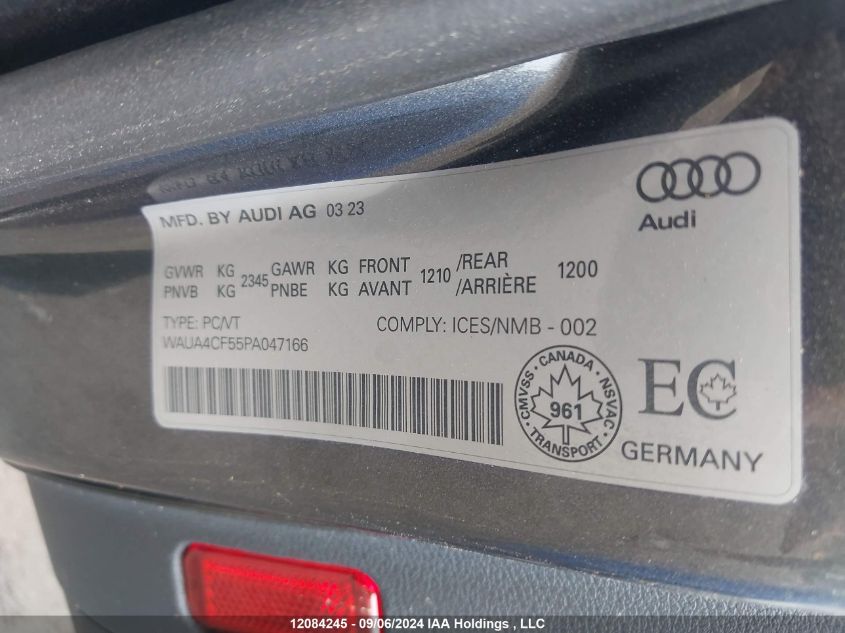 Audi
MFD. BY AUDI AG 03 23
GVWR KG 2345 GAWR KG FRONT 1210 /REAR 1200
PNVB KG PNBE KG AVANT /ARRIÈRE
TYPE: PC/VT COMPLY: ICES/NMB - 002
WAUA4CF55PA047166
CMVSS • CANADA • NSVAC • TRANSPORT •
961
EC
GERMANY
12084245 - 09/06/2024 IAA Holdings , LLC